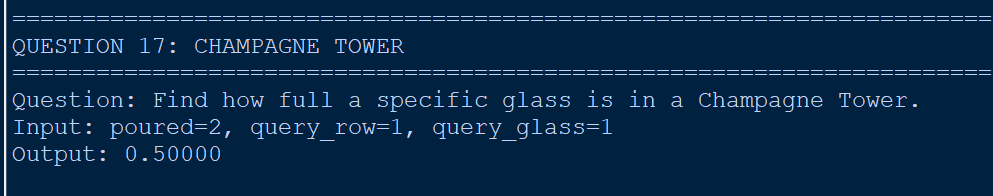 ======================================================================
QUESTION 17: CHAMPAGNE TOWER
======================================================================
Question: Find how full a specific glass is in a Champagne Tower.
Input: poured=2, query_row=1, query_glass=1
Output: 0.50000